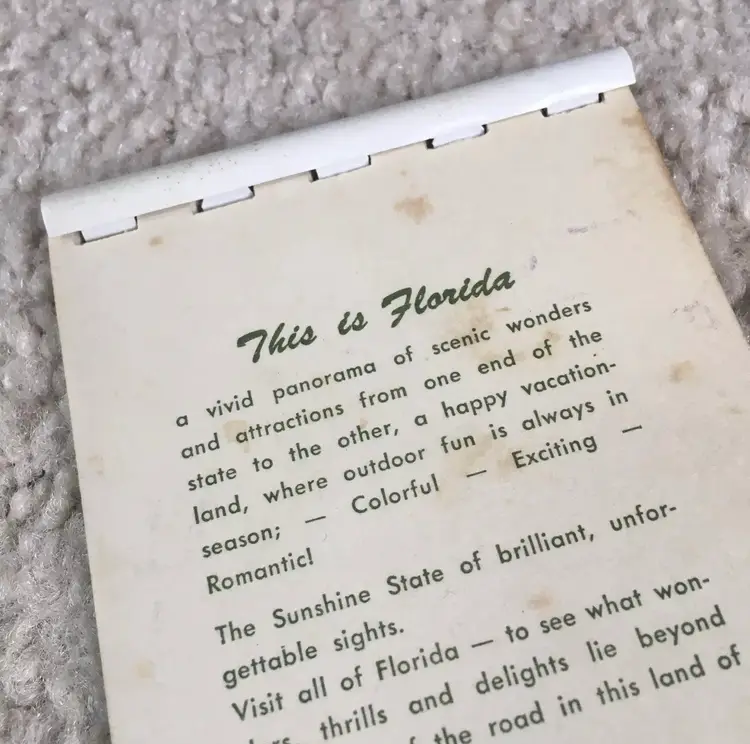 This is Florida
a vivid panorama of scenic wonders
and attractions from one end of the
state to the other, a happy vacation-
land, where outdoor fun is always in
season; — Colorful — Exciting —
Romantic!
The Sunshine State of brilliant, unfor-
gettable sights.
Visit all of Florida — to see what won-
thrills and delights lie beyond
the road in this land of